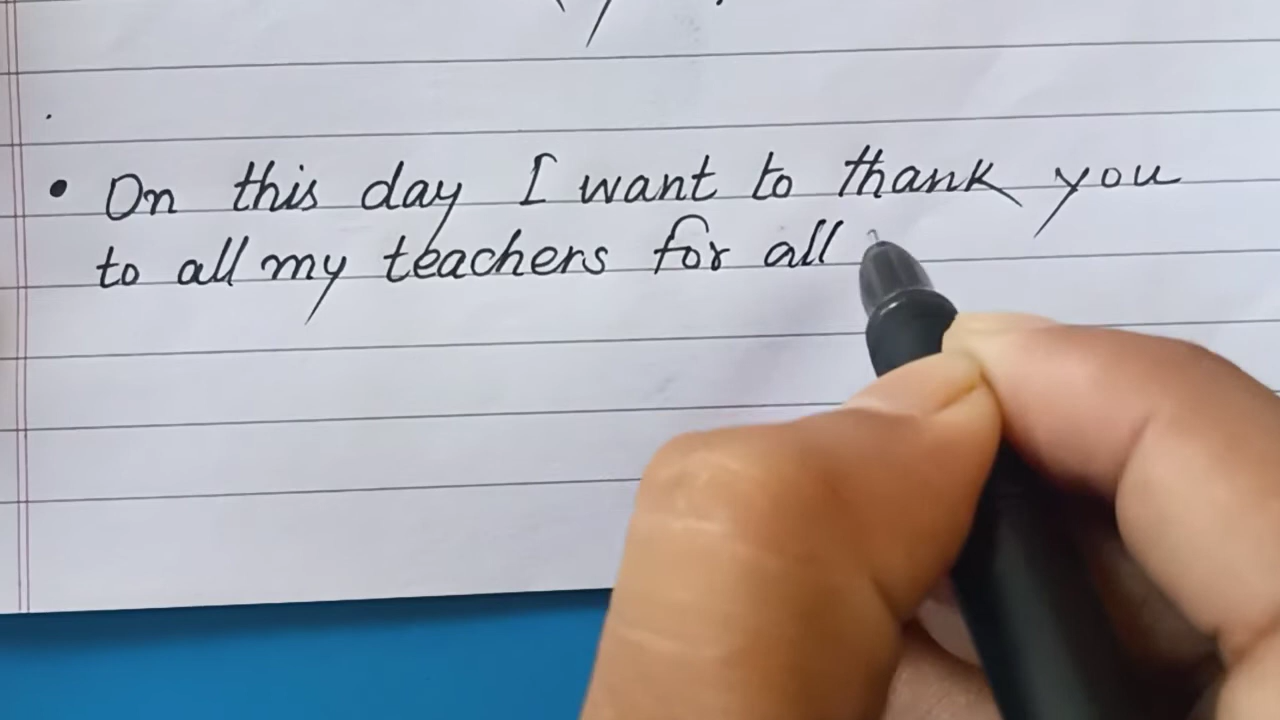 • On this day I want to thank you
to all my teachers for all